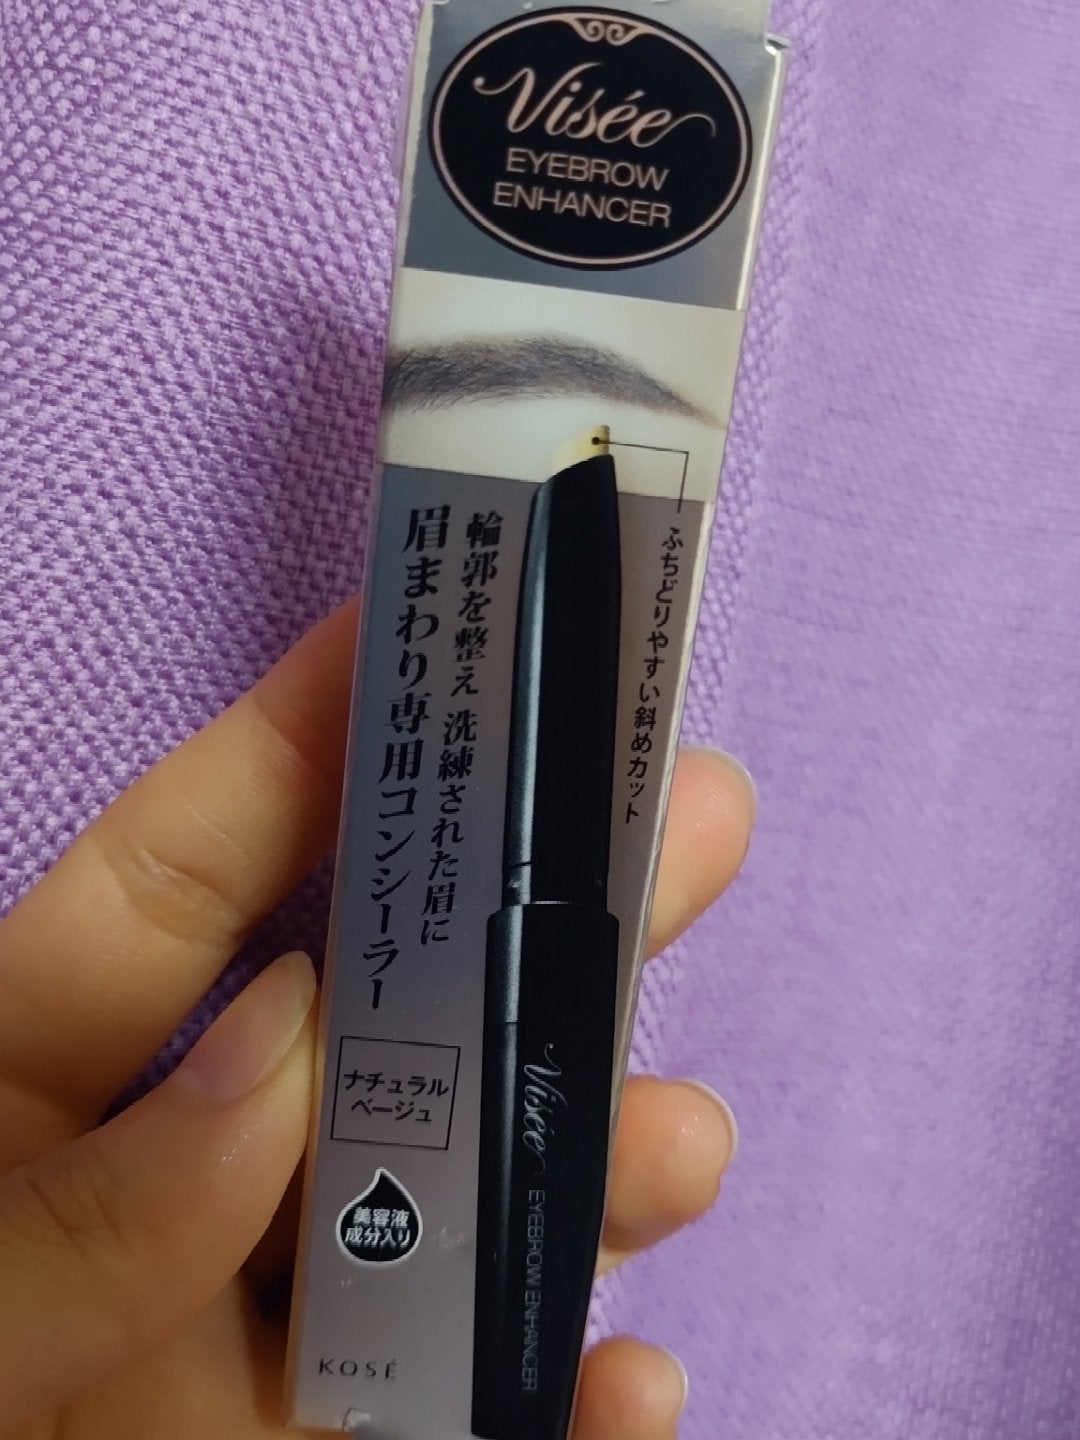 Visée
EYEBROW
ENHANCER
ふちどりやすい斜めカット
輪郭を整え 洗練された眉に
眉まわり専用コンシーラー
ナチュラル
ベージュ
美容液
成分入り
Visée
EYEBROW ENHANCER
KOSÉ